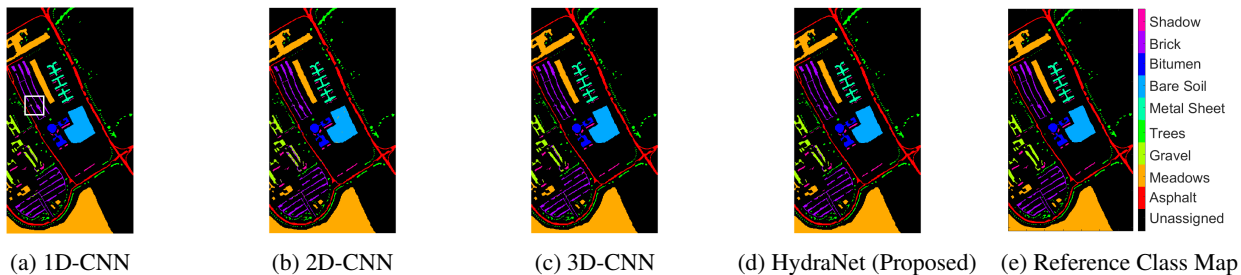 Shadow
Brick
Bitumen
Bare Soil
Metal Sheet
Trees
Gravel
Meadows
Asphalt
Unassigned
(a) 1D-CNN
(b) 2D-CNN
(c) 3D-CNN
(d) HydraNet (Proposed)
(e) Reference Class Map